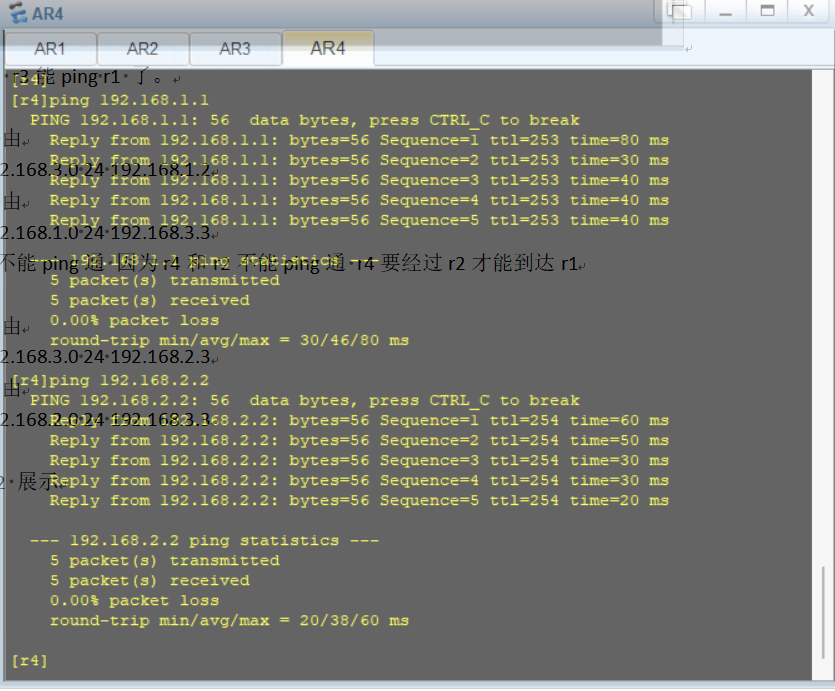 AR4
AR1 AR2 AR3 AR4
r3 能 ping r1 了。
[r4]
[r4]ping 192.168.1.1
PING 192.168.1.1: 56 data bytes, press CTRL_C to break
由
Reply from 192.168.1.1: bytes=56 Sequence=1 ttl=253 time=80 ms
Reply from 192.168.1.1: bytes=56 Sequence=2 ttl=253 time=30 ms
2.168.3.0 24 192.168.1.2
Reply from 192.168.1.1: bytes=56 Sequence=3 ttl=253 time=40 ms
由
Reply from 192.168.1.1: bytes=56 Sequence=4 ttl=253 time=40 ms
Reply from 192.168.1.1: bytes=56 Sequence=5 ttl=253 time=40 ms
2.168.1.0 24 192.168.3.3
--- 192.168.1.1 ping statistics ---
不能 ping 通 因为 r4 和 r2 不能 ping 通 r4 要经过 r2 才能到达 r1
5 packet(s) transmitted
5 packet(s) received
0.00% packet loss
由
round-trip min/avg/max = 30/46/80 ms
2.168.3.0 24 192.168.2.3
[r4]ping 192.168.2.2
由
PING 192.168.2.2: 56 data bytes, press CTRL_C to break
Reply from 192.168.2.2: bytes=56 Sequence=1 ttl=254 time=60 ms
2.168.2.0 24 192.168.3.3
Reply from 192.168.2.2: bytes=56 Sequence=2 ttl=254 time=50 ms
Reply from 192.168.2.2: bytes=56 Sequence=3 ttl=254 time=30 ms
Reply from 192.168.2.2: bytes=56 Sequence=4 ttl=254 time=30 ms
2 展示
Reply from 192.168.2.2: bytes=56 Sequence=5 ttl=254 time=20 ms
--- 192.168.2.2 ping statistics ---
5 packet(s) transmitted
5 packet(s) received
0.00% packet loss
round-trip min/avg/max = 20/38/60 ms
[r4]